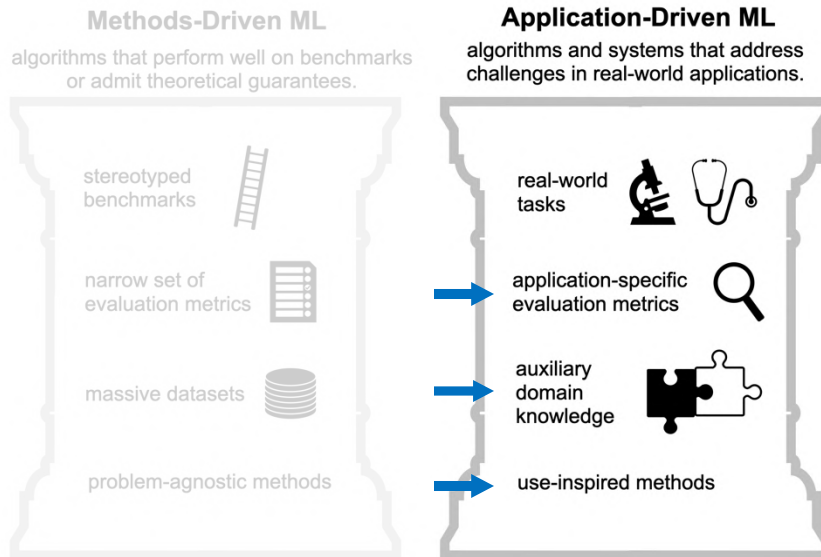 Methods-Driven ML
algorithms that perform well on benchmarks
or admit theoretical guarantees.
stereotyped
benchmarks
narrow set of
evaluation metrics
massive datasets
problem-agnostic methods
Application-Driven ML
algorithms and systems that address
challenges in real-world applications.
real-world
tasks
application-specific
evaluation metrics
auxiliary
domain
knowledge
use-inspired methods